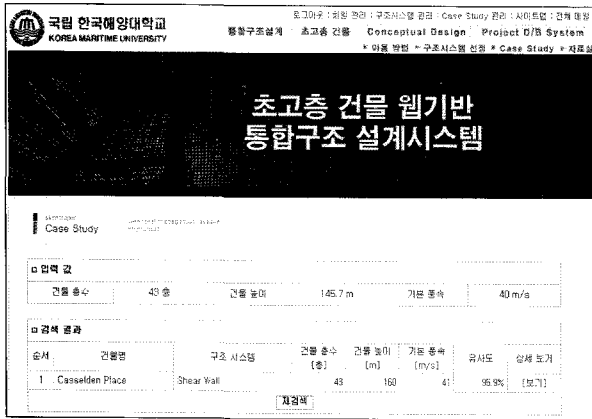 국립 한국해양대학교
KOREA MARITIME UNIVERSITY
로그아웃 : 회원 관리 : 구조시스템 관리 : Case Study 관리 : 사이트맵 : 전체 메일
통합구조설계 초고층 건물 Conceptual Design Project D/B System
이용 방법 구조시스템 선정 Case Study 자료실
초고층 건물 웹기반
통합구조 설계시스템
Case Study
입력 값
건물 층수 43 층 건물 높이 145.7 m 기본 풍속 40 m/s
검색 결과
순서 건물명 구조 시스템 건물 층수 [층] 건물 높이 [m] 기본 풍속 [m/s] 유사도 상세 보기
1 Casselden Place Shear Wall 43 160 41 95.9% [보기]
재검색